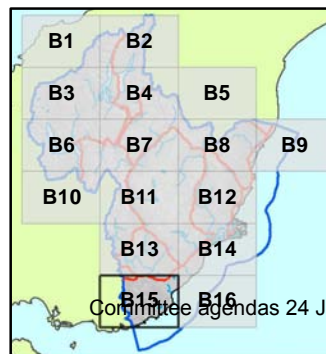 B1 B2
B3 B4 B5
B6 B7 B8 B9
B10 B11 B12
B13 B14
B15 B16
Committee agendas 24 J